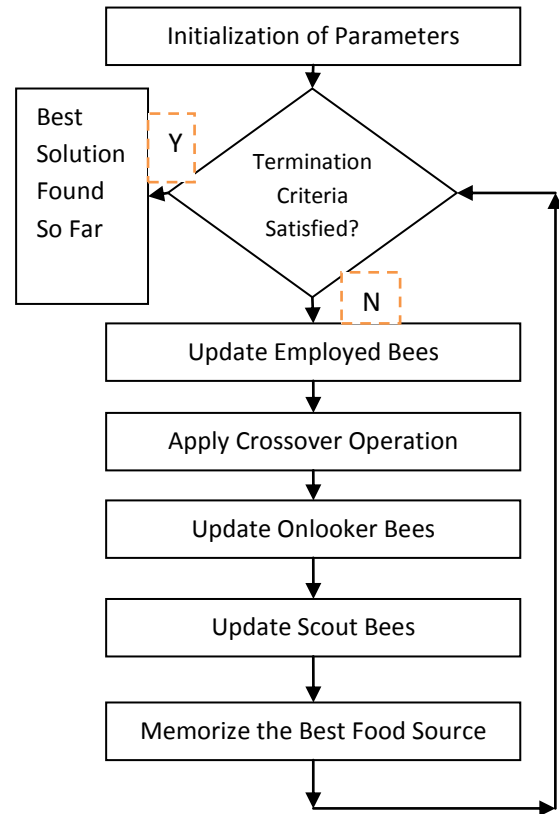 Initialization of Parameters
Best
Solution
Found
So Far
Y
Termination
Criteria
Satisfied?
N
Update Employed Bees
Apply Crossover Operation
Update Onlooker Bees
Update Scout Bees
Memorize the Best Food Source